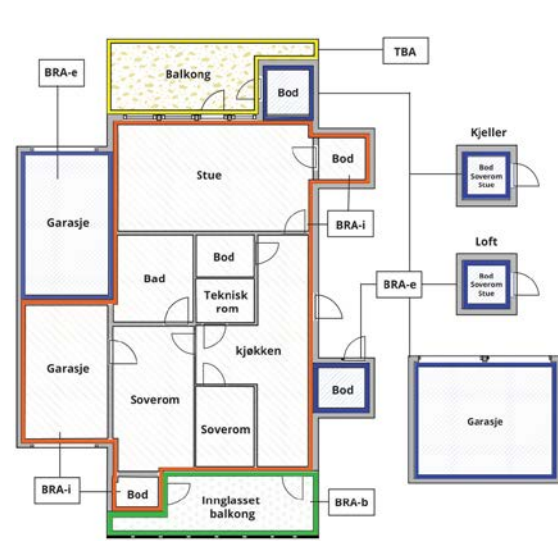 TBA
Balkong
BRA-e
Bod
Kjeller
Bod
Soverom
Stue
Bod
Stue
Garasje
BRA-i
Loft
Bod
Bad
Bod
Soverom
Stue
BRA-e
Teknisk
rom
kjøkken
Garasje
Soverom
Bod
Garasje
Soverom
BRA-i
Bod
Innglasset
balkong
BRA-b